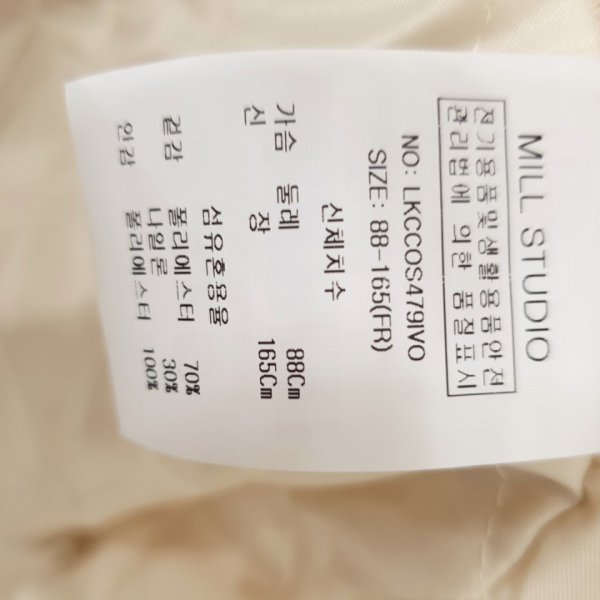 MILL STUDIO
전기용품및생활용품안전
관리법에 의한 품질표시
NO: LKCCOS479IVO
SIZE: 88-165(FR)
신체치수
가슴 둘레 88Cm
신 장 165Cm
섬유혼용율
겉감 폴리에스터 70%
나일론 30%
안감 폴리에스터 100%